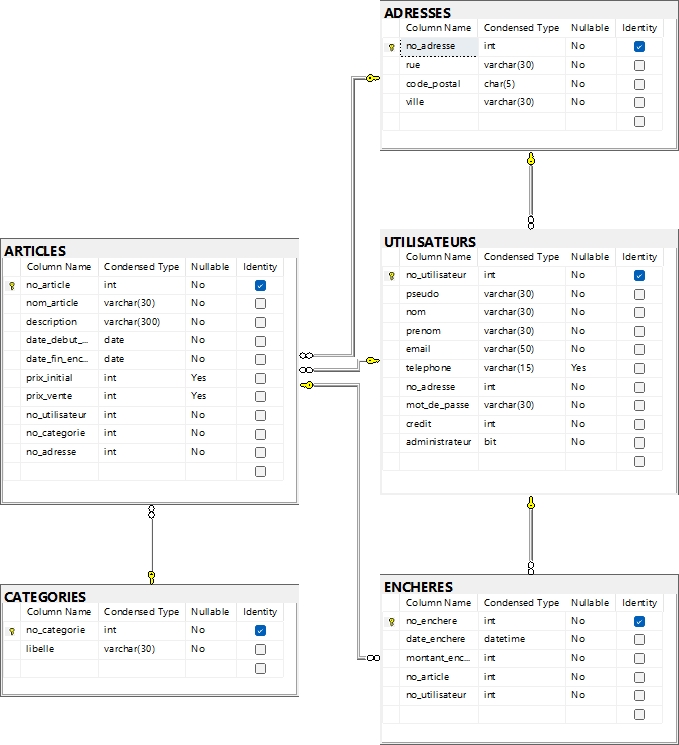 ADRESSES
Column Name Condensed Type Nullable Identity
no_adresse int No
rue varchar(30) No
code_postal char(5) No
ville varchar(30) No
ARTICLES
Column Name Condensed Type Nullable Identity
no_article int No
nom_article varchar(30) No
description varchar(300) No
date_debut_... date No
date_fin_enc... date No
prix_initial int Yes
prix_vente int Yes
no_utilisateur int No
no_categorie int No
no_adresse int No
UTILISATEURS
Column Name Condensed Type Nullable Identity
no_utilisateur int No
pseudo varchar(30) No
nom varchar(30) No
prenom varchar(30) No
email varchar(50) No
telephone varchar(15) Yes
no_adresse int No
mot_de_passe varchar(30) No
credit int No
administrateur bit No
CATEGORIES
Column Name Condensed Type Nullable Identity
no_categorie int No
libelle varchar(30) No
ENCHERES
Column Name Condensed Type Nullable Identity
no_enchere int No
date_enchere datetime No
montant_enc... int No
no_article int No
no_utilisateur int No